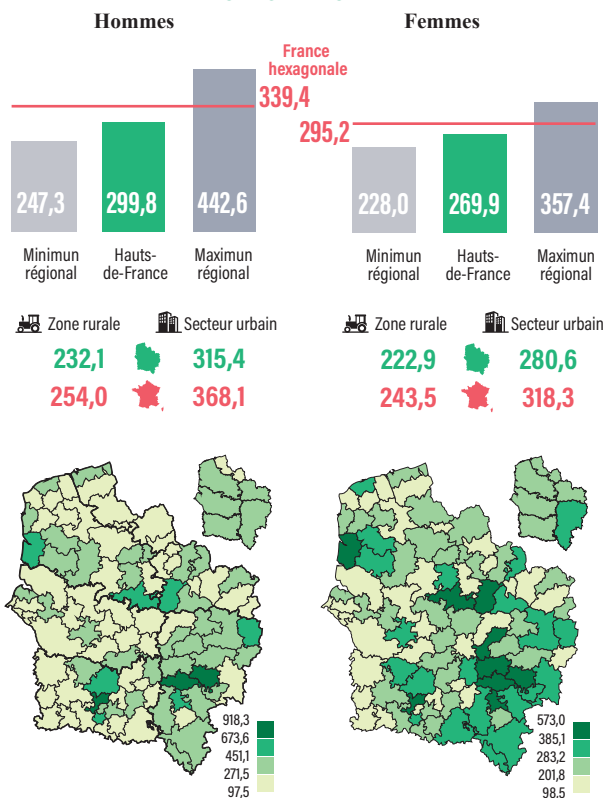 Hommes
Femmes
France
hexagonale
339,4
295,2
247,3
299,8
442,6
228,0
269,9
357,4
Minimun
régional
Hauts-
de-France
Maximun
régional
Minimun
régional
Hauts-
de-France
Maximun
régional
Zone rurale
Secteur urbain
Zone rurale
Secteur urbain
232,1
315,4
222,9
280,6
254,0
368,1
243,5
318,3
918,3
673,6
451,1
271,5
97,5
573,0
385,1
283,2
201,8
98,5